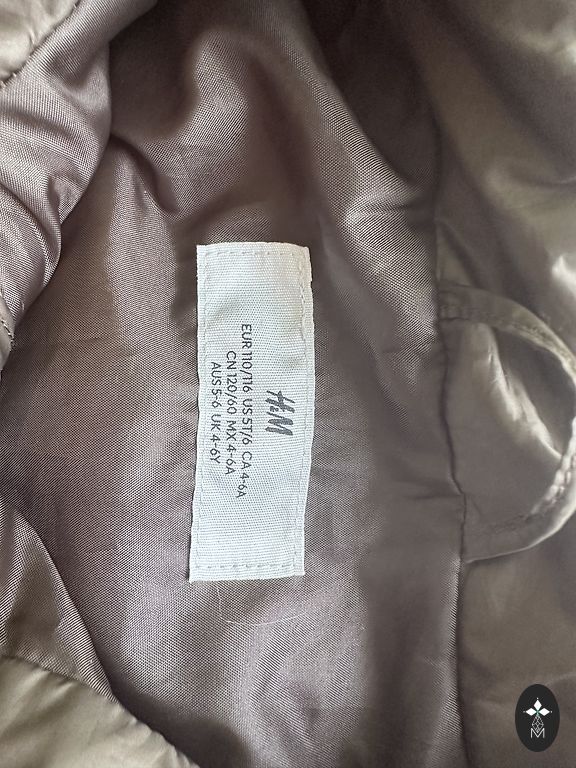 H&M
EUR 110/116 US 5T/6 CA 4-6A
CN 120/60 MX 4-6A
AUS 5-6 UK 4-6Y
M